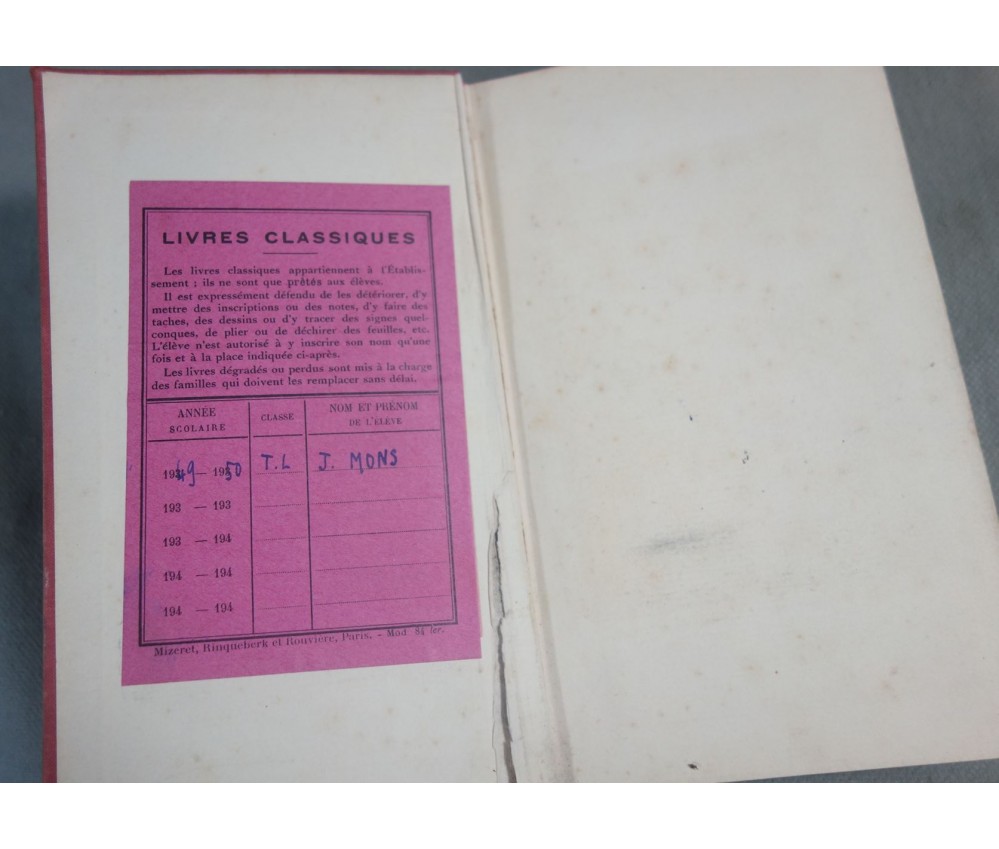 LIVRES CLASSIQUES
Les livres classiques appartiennent à l'Établis-
sement ; ils ne sont que prêtés aux élèves.
Il est expressément défendu de les détériorer, d'y
mettre des inscriptions ou des notes, d'y faire des
taches, des dessins ou d'y tracer des signes quel-
conques, de plier ou de déchirer des feuilles, etc.
L'élève n'est autorisé à y inscrire son nom qu'une
fois et à la place indiquée ci-après.
Les livres dégradés ou perdus sont mis à la charge
des familles qui doivent les remplacer sans délai.
ANNÉE SCOLAIRE CLASSE NOM ET PRÉNOM DE L'ÉLÈVE
1949 — 1950 T.L J. MONS
193 — 193
193 — 194
194 — 194
194 — 194
Mizeret, Rinqueberk et Rouvière, Paris. - Mod. 84 ter.